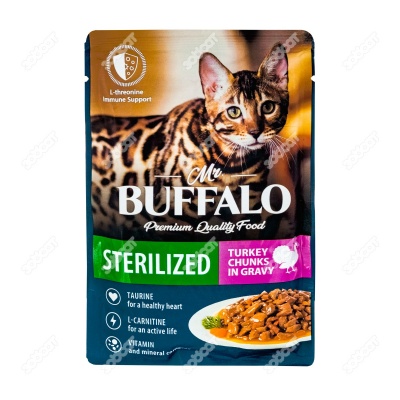 L-threonine
Immune Support
Mr.
BUFFALO
Premium Quality Food
STERILIZED
TURKEY
CHUNKS
IN GRAVY
TAURINE
for a healthy heart
L-CARNITINE
for an active life
VITAMIN
and mineral